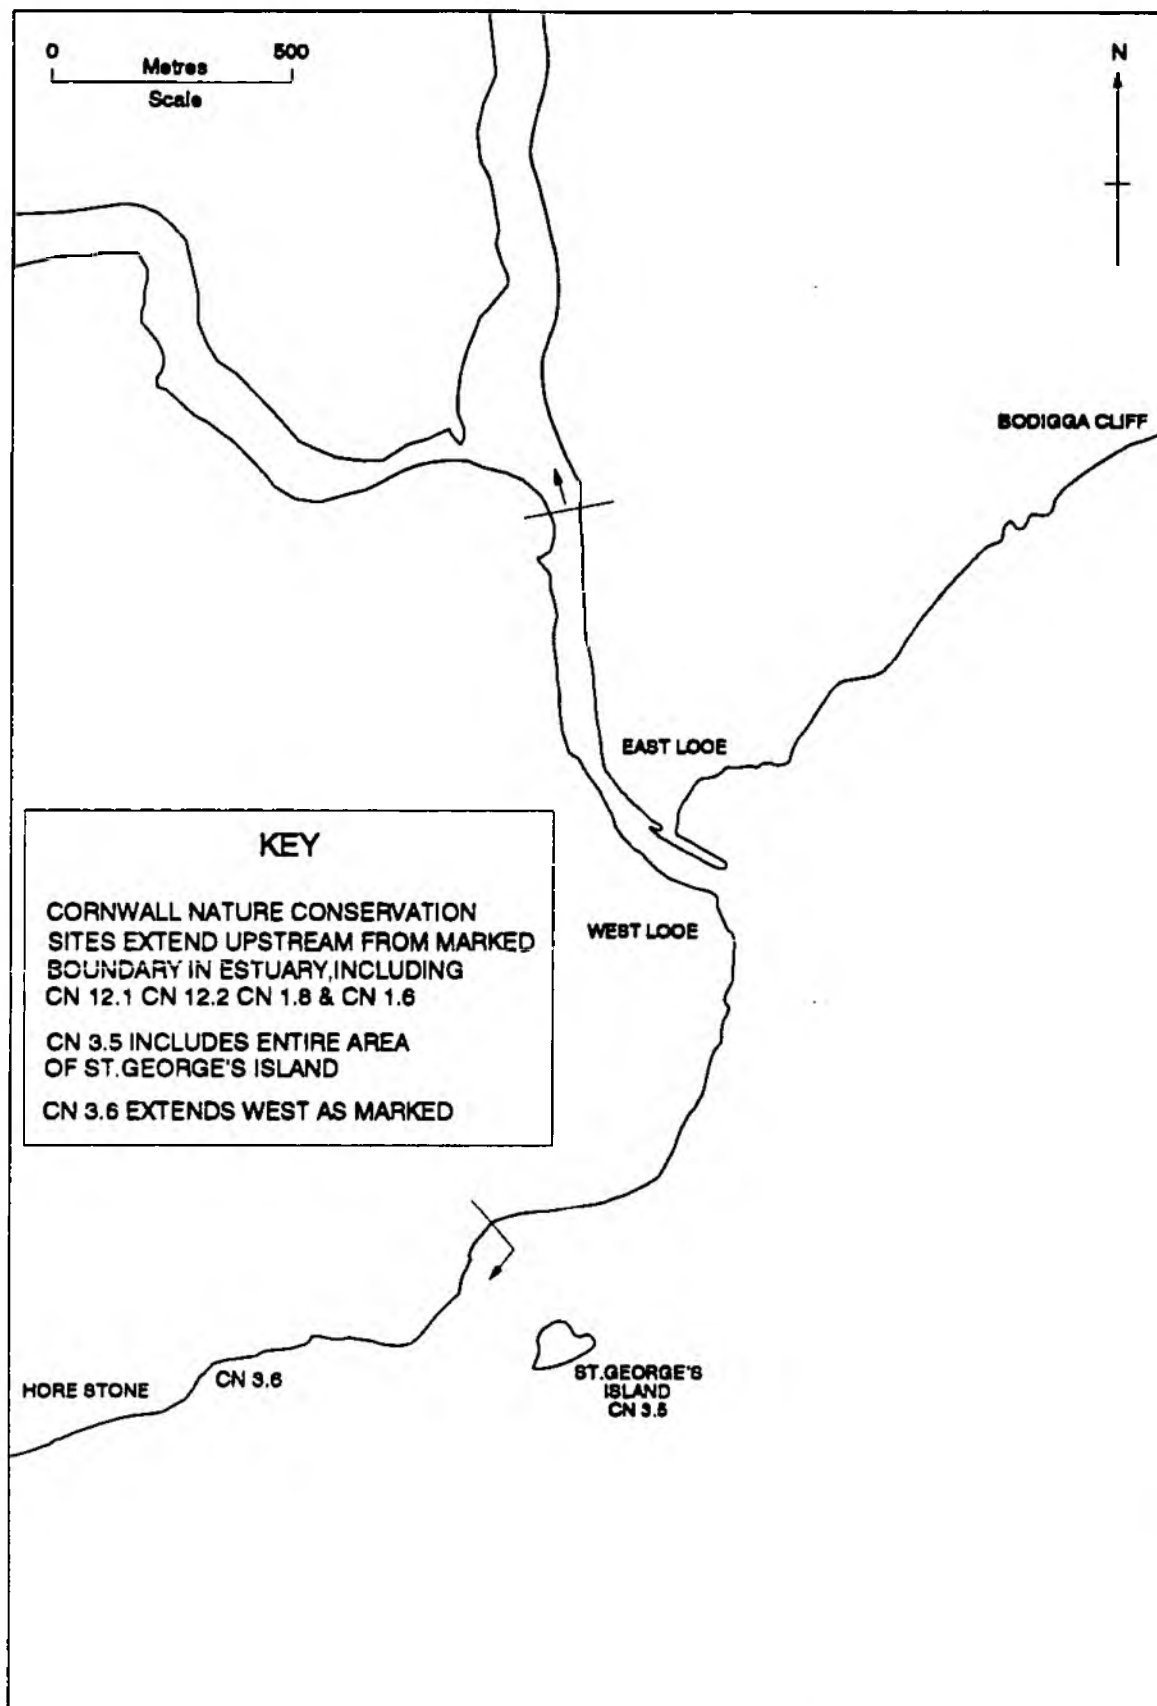 0 500
Metres
Scale
N
BODIGGA CLIFF
EAST LOOE
KEY
CORNWALL NATURE CONSERVATION
SITES EXTEND UPSTREAM FROM MARKED
BOUNDARY IN ESTUARY,INCLUDING
CN 12.1 CN 12.2 CN 1.8 & CN 1.6
CN 3.5 INCLUDES ENTIRE AREA
OF ST.GEORGE'S ISLAND
CN 3.6 EXTENDS WEST AS MARKED
WEST LOOE
HORE STONE
CN 3.6
ST.GEORGE'S
ISLAND
CN 3.5